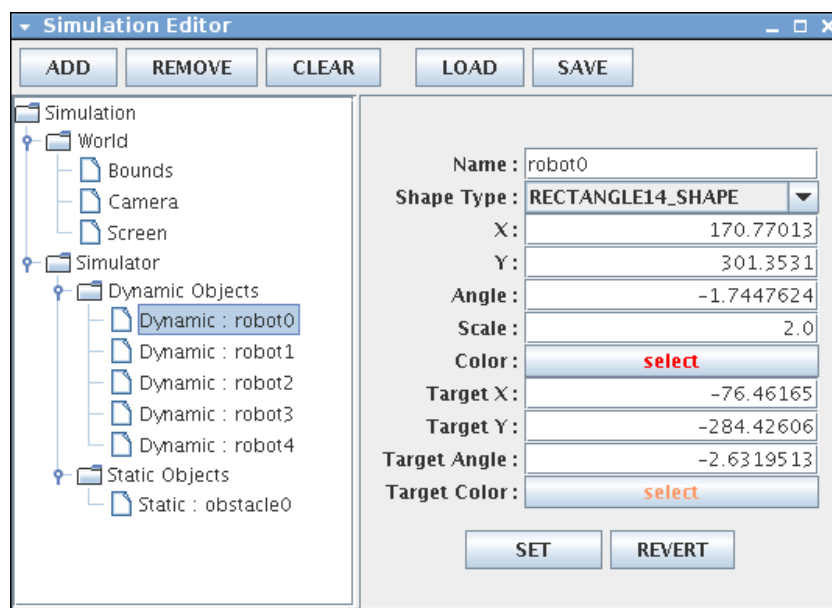 Simulation Editor
ADD REMOVE CLEAR LOAD SAVE
Simulation
World
Bounds
Camera
Screen
Simulator
Dynamic Objects
Dynamic : robot0
Dynamic : robot1
Dynamic : robot2
Dynamic : robot3
Dynamic : robot4
Static Objects
Static : obstacle0
Name : robot0
Shape Type : RECTANGLE14_SHAPE
X : 170.77013
Y : 301.3531
Angle : -1.7447624
Scale : 2.0
Color : select
Target X : -76.46165
Target Y : -284.42606
Target Angle : -2.6319513
Target Color : select
SET REVERT